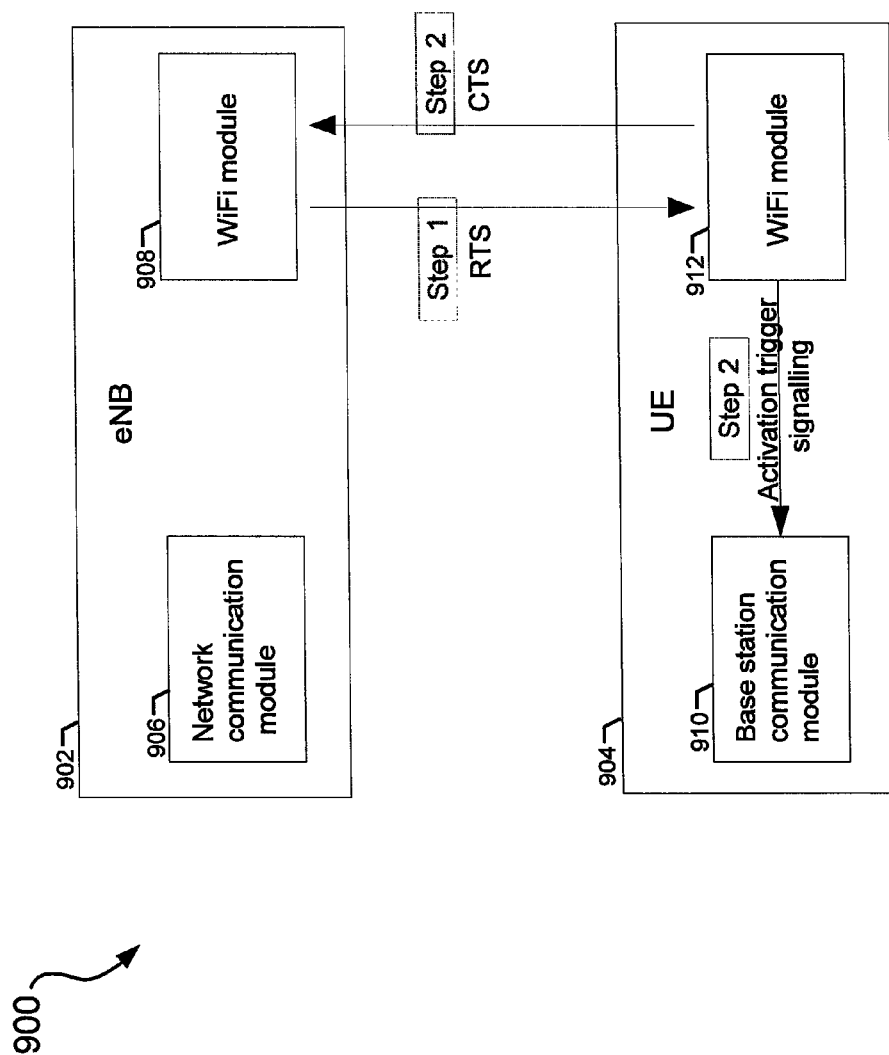 900
902
eNB
906
Network
communication
module
908
WiFi module
Step 1
RTS
Step 2
CTS
904
UE
910
Base station
communication
module
Step 2
Activation trigger
signalling
912
WiFi module